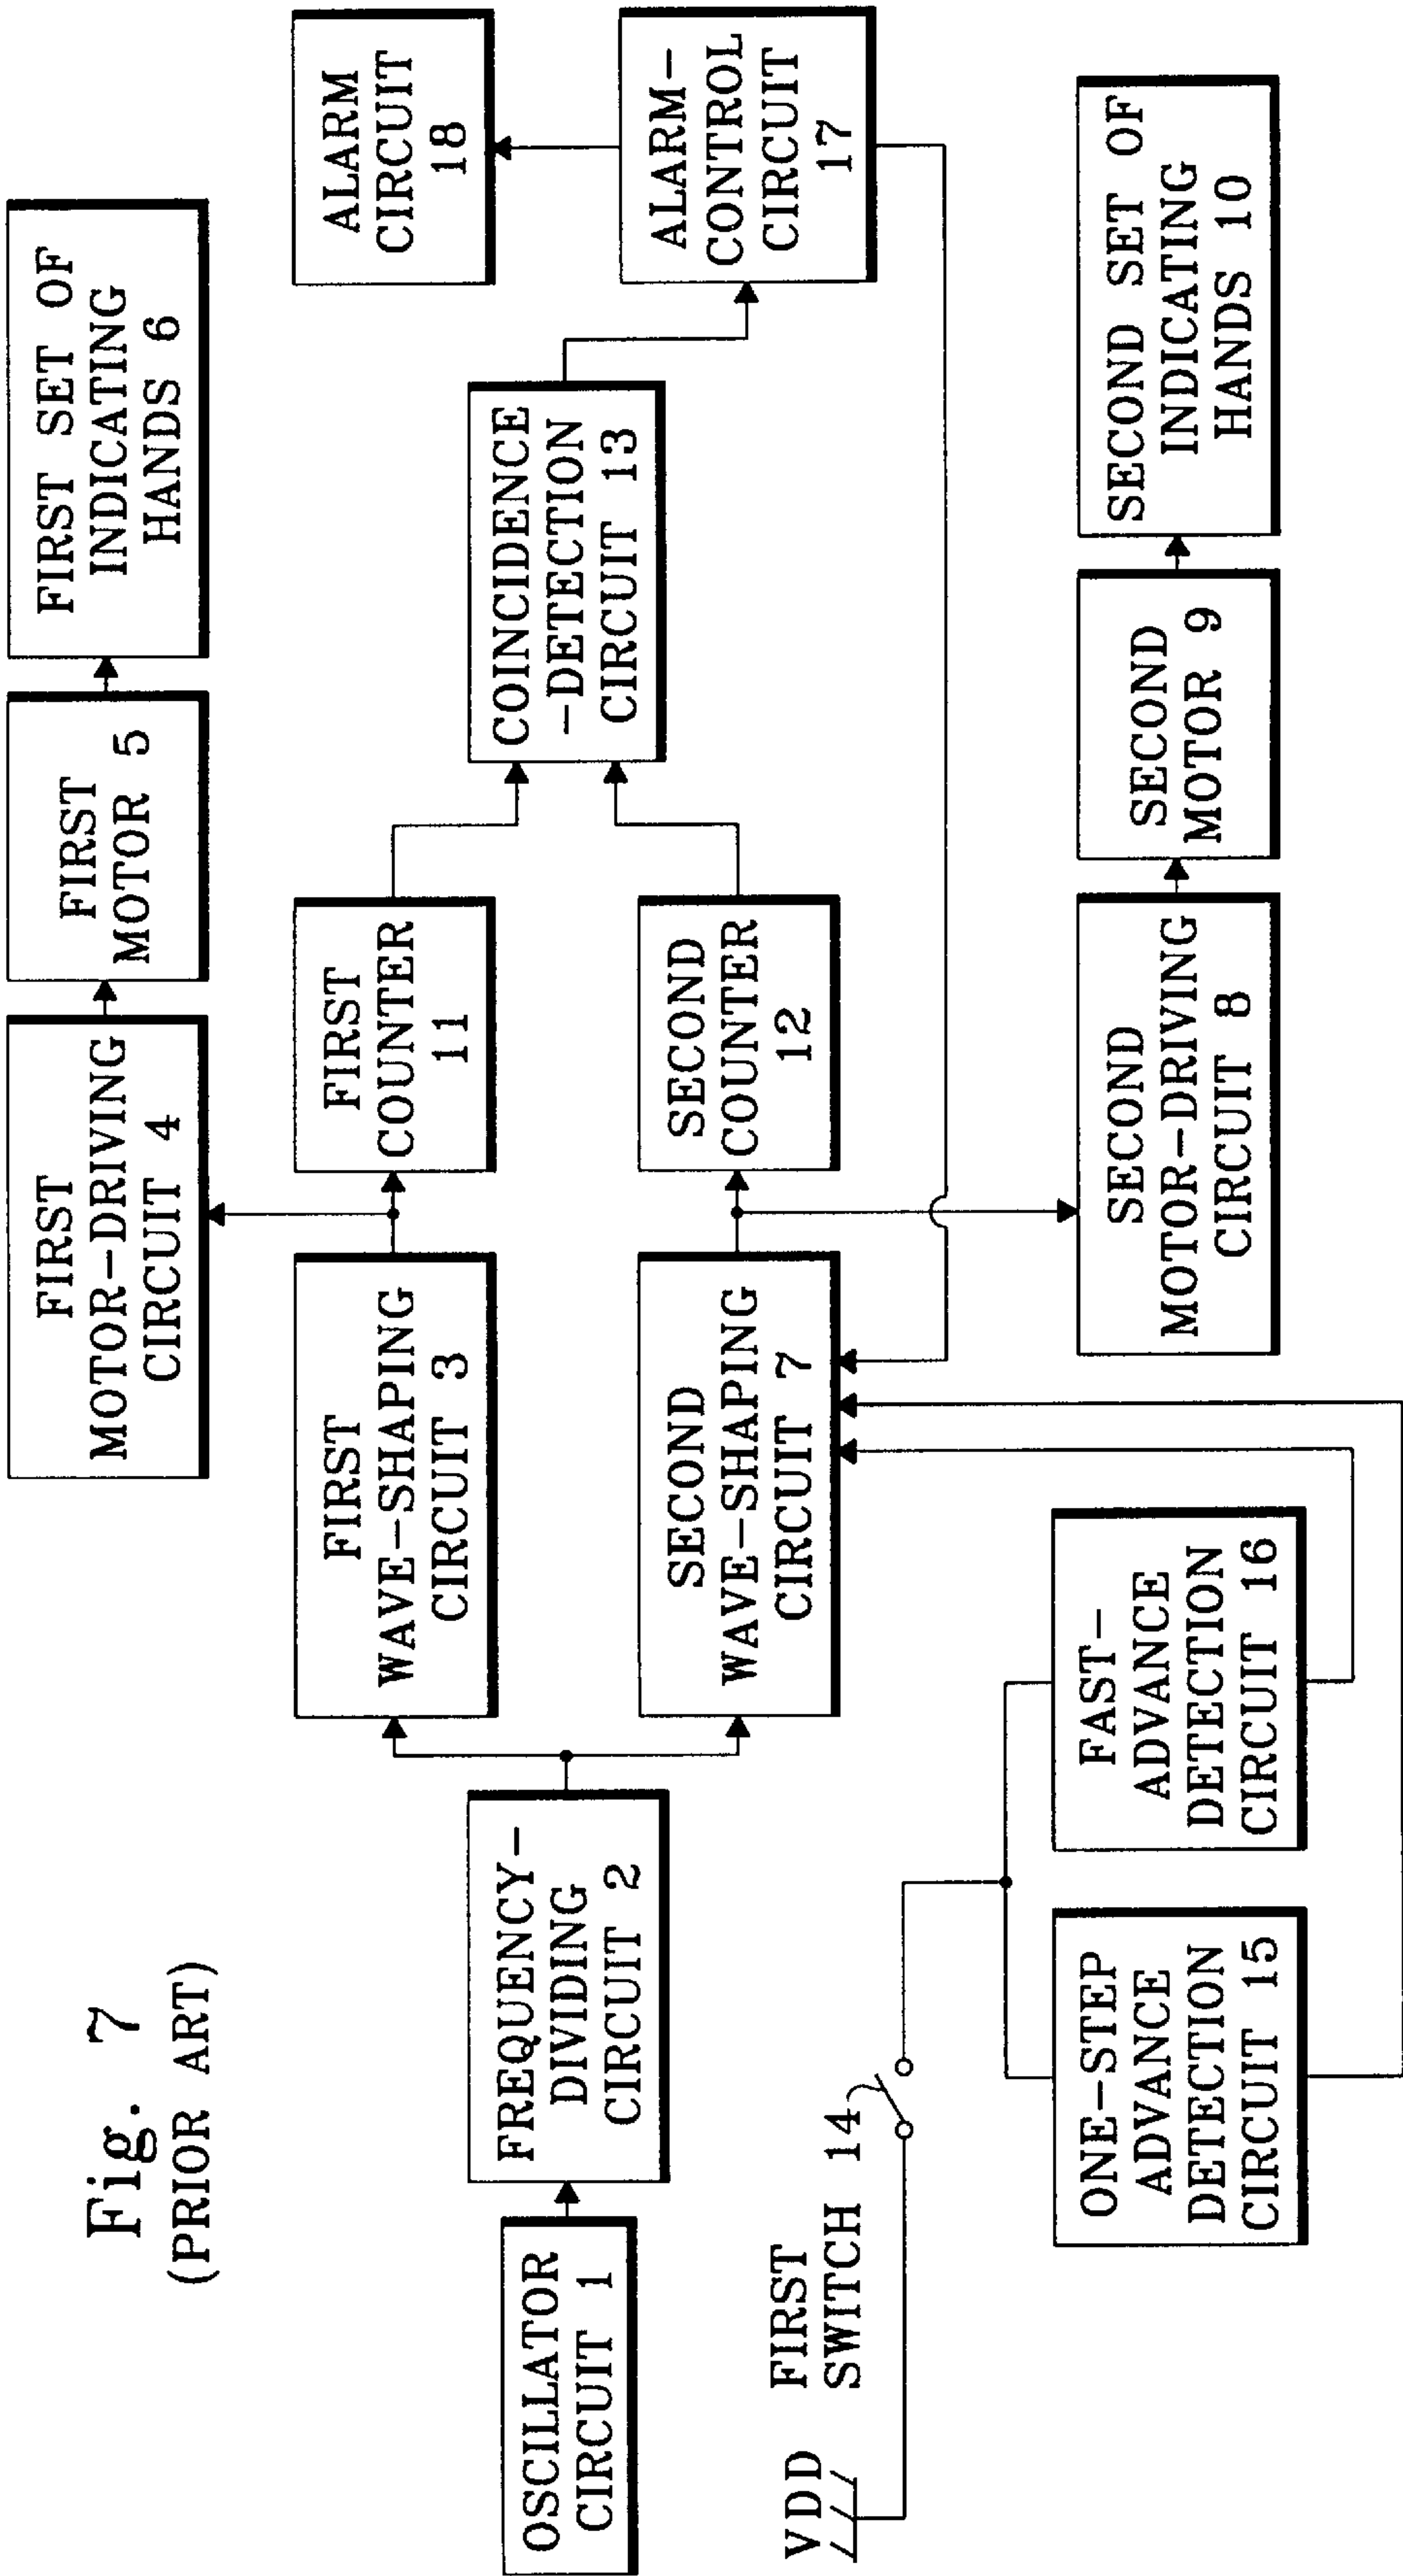 Fig. 7
(PRIOR ART)
FIRST
MOTOR-DRIVING
CIRCUIT 4
FIRST
MOTOR 5
FIRST SET OF
INDICATING
HANDS 6
OSCILLATOR
CIRCUIT 1
FREQUENCY-
DIVIDING
CIRCUIT 2
FIRST
WAVE-SHAPING
CIRCUIT 3
FIRST
COUNTER
11
COINCIDENCE
-DETECTION
CIRCUIT 13
ALARM
CIRCUIT
18
SECOND
WAVE-SHAPING
CIRCUIT 7
SECOND
COUNTER
12
ALARM-
CONTROL
CIRCUIT
17
VDD
FIRST
SWITCH 14
ONE-STEP
ADVANCE
DETECTION
CIRCUIT 15
FAST-
ADVANCE
DETECTION
CIRCUIT 16
SECOND
MOTOR-DRIVING
CIRCUIT 8
SECOND
MOTOR 9
SECOND SET OF
INDICATING
HANDS 10